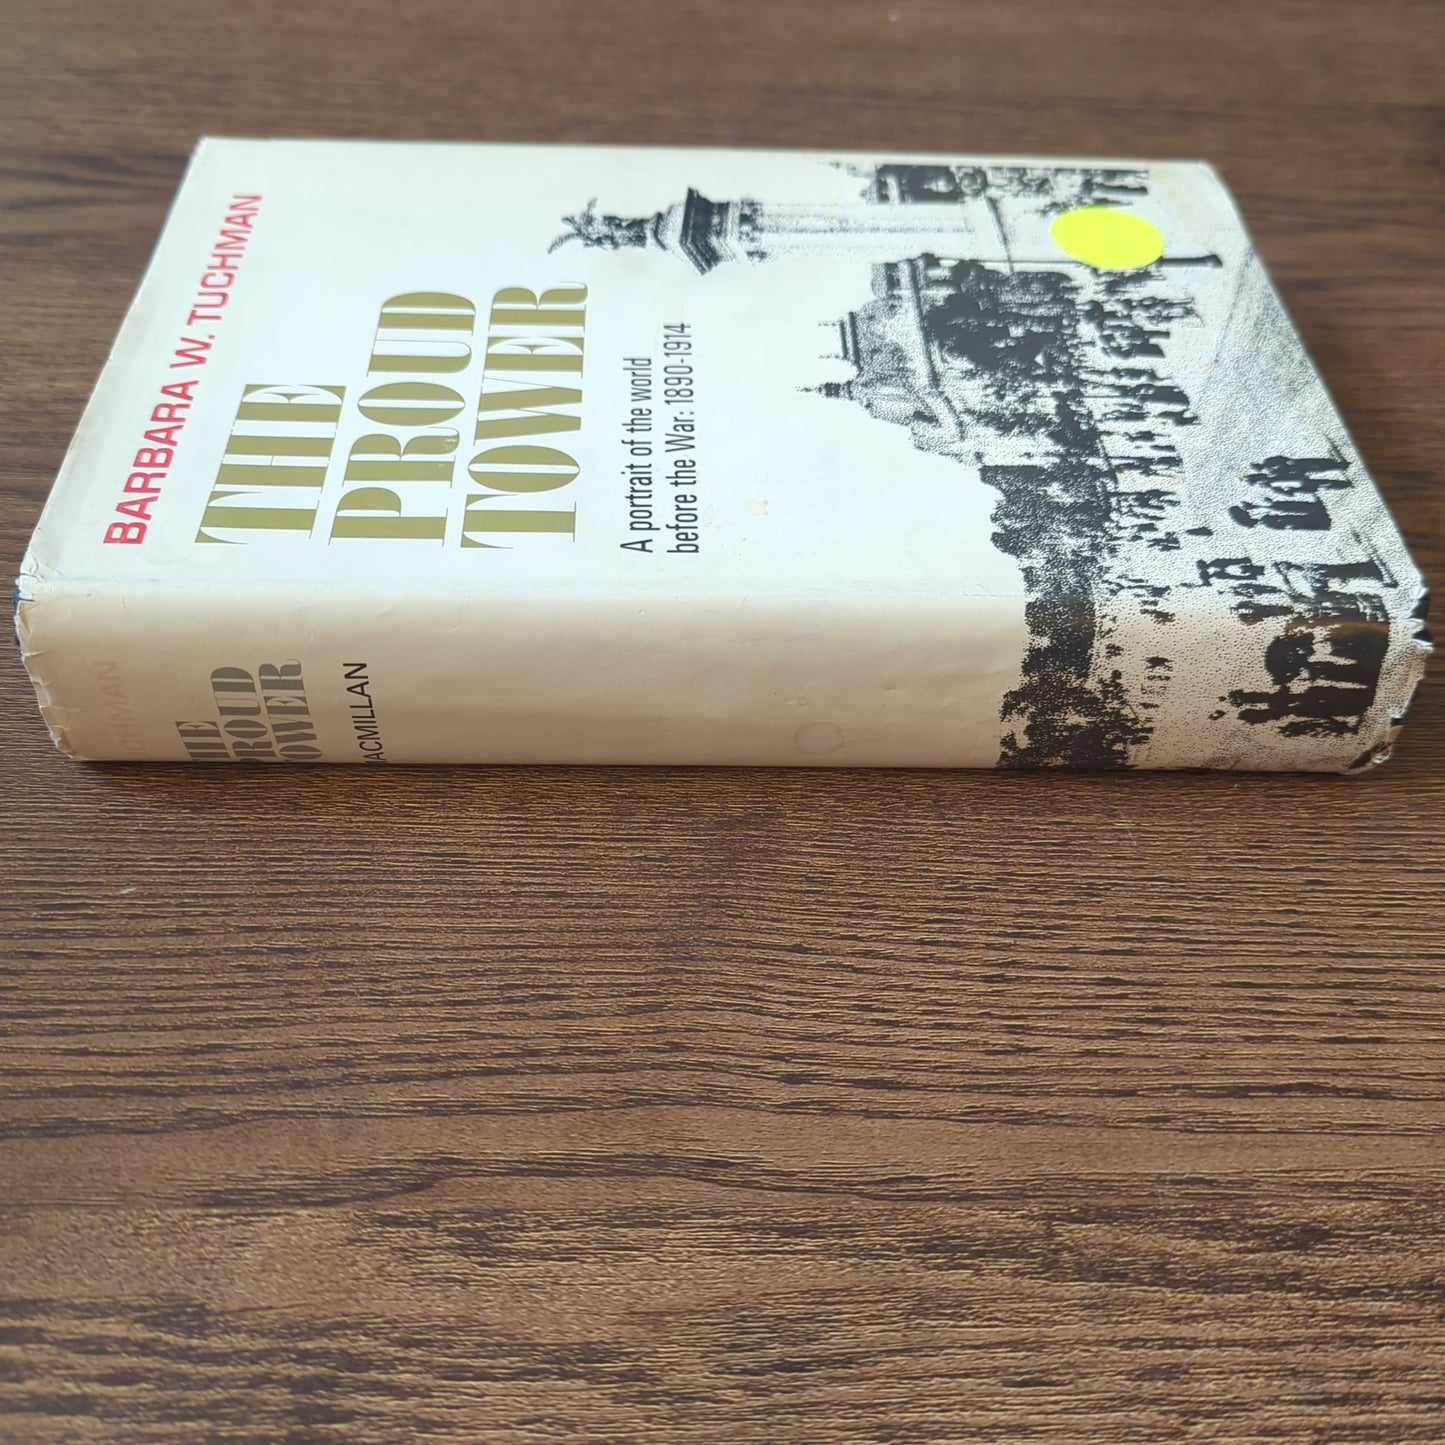 BARBARA W. TUCHMAN
THE
PROUD
TOWER
A portrait of the world
before the War: 1890-1914
THE
PROUD
TOWER